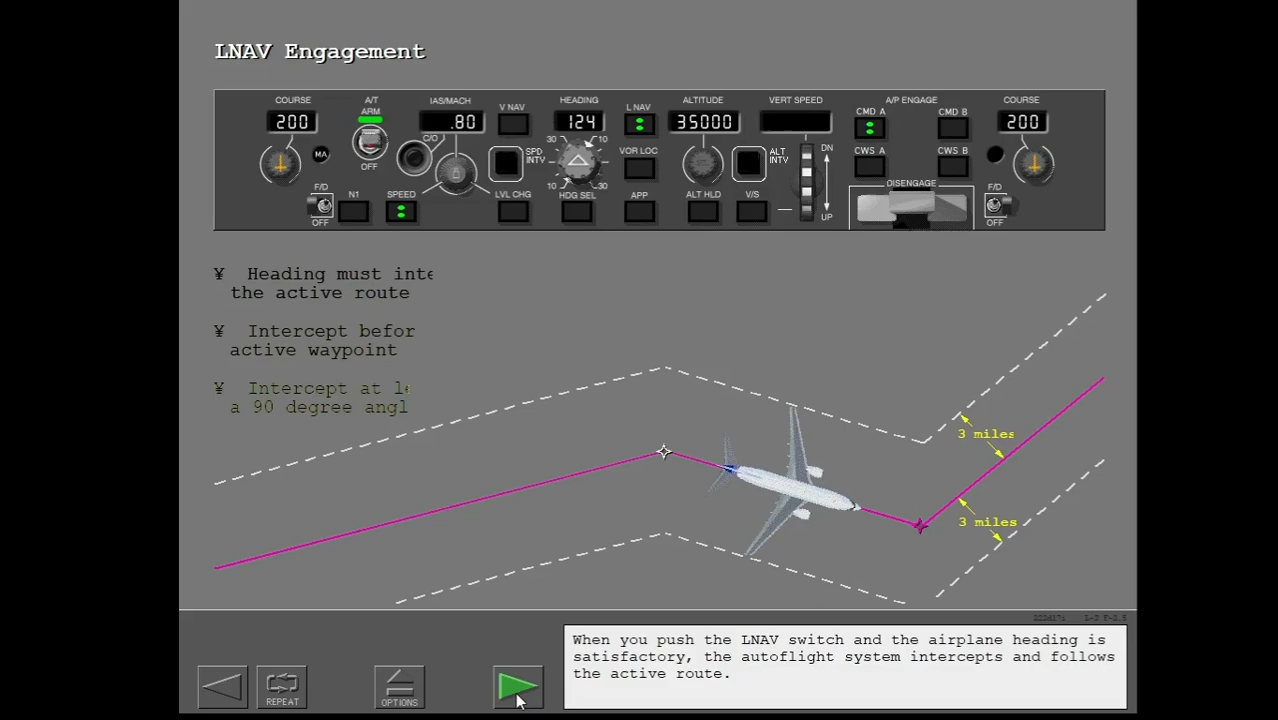 LNAV Engagement
COURSE A/T IAS/MACH V NAV HEADING L NAV ALTITUDE VERT SPEED A/P ENGAGE COURSE
ARM CMD A CMD B
200 .80 124 35000 200
C/O 30 10 DN
MA SPD INTV VOR LOC ALT INTV CWS A CWS B
OFF
10 30 DISENGAGE
F/D N1 SPEED LVL CHG HDG SEL APP ALT HLD V/S UP F/D
OFF OFF
¥ Heading must inte
the active route
¥ Intercept befor
active waypoint
¥ Intercept at le
a 90 degree angl
3 miles
3 miles
When you push the LNAV switch and the airplane heading is
satisfactory, the autoflight system intercepts and follows
the active route.
REPEAT OPTIONS